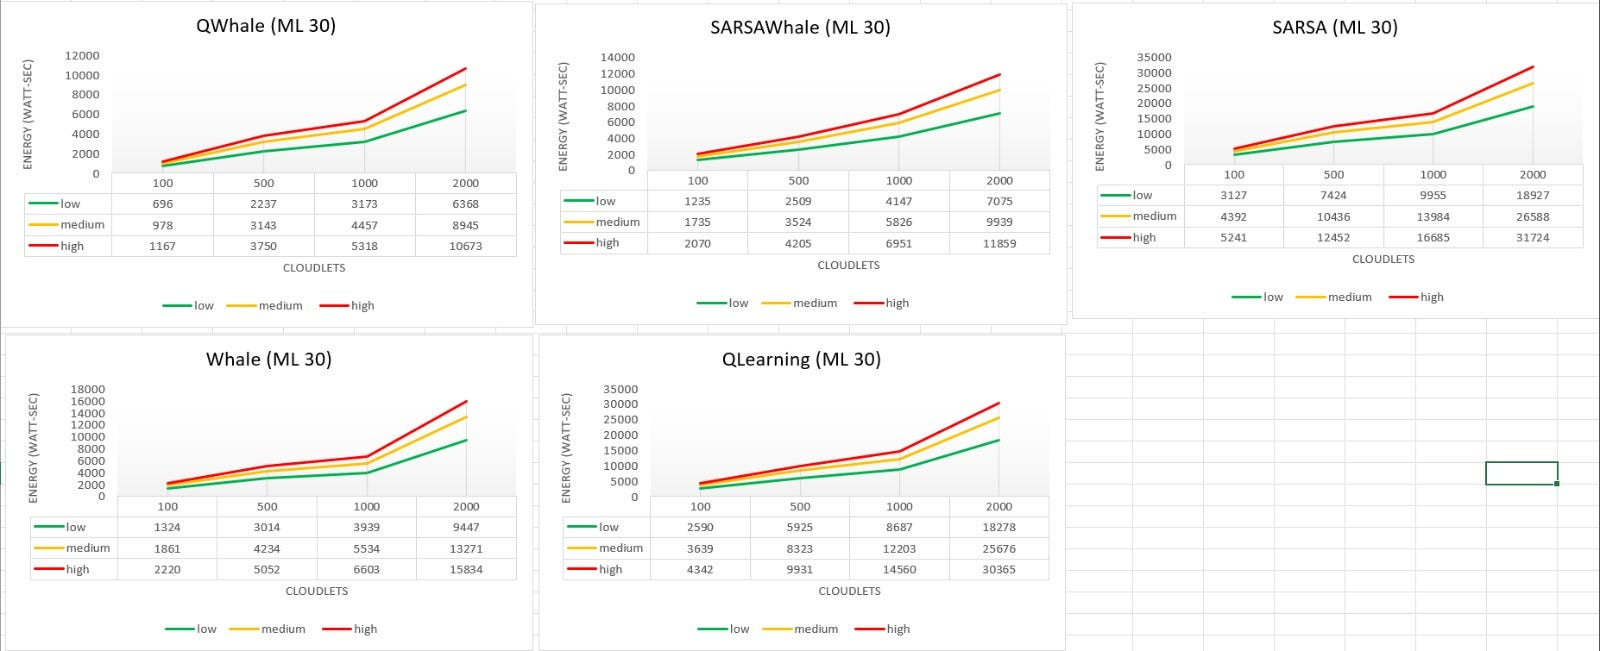 QWhale (ML 30)
ENERGY (WATT-SEC)
12000
10000
8000
6000
4000
2000
0
100 500 1000 2000
low 696 2237 3173 6368
medium 978 3143 4457 8945
high 1167 3750 5318 10673
CLOUDLETS
low medium high
SARSAWhale (ML 30)
ENERGY (WATT-SEC)
14000
12000
10000
8000
6000
4000
2000
0
100 500 1000 2000
low 1235 2509 4147 7075
medium 1735 3524 5826 9939
high 2070 4205 6951 11859
CLOUDLETS
low medium high
SARSA (ML 30)
ENERGY (WATT-SEC)
35000
30000
25000
20000
15000
10000
5000
0
100 500 1000 2000
low 3127 7424 9955 18927
medium 4392 10436 13984 26588
high 5241 12452 16685 31724
CLOUDLETS
low medium high
Whale (ML 30)
ENERGY (WATT-SEC)
18000
16000
14000
12000
10000
8000
6000
4000
2000
0
100 500 1000 2000
low 1324 3014 3939 9447
medium 1861 4234 5534 13271
high 2220 5052 6603 15834
CLOUDLETS
low medium high
QLearning (ML 30)
ENERGY (WATT-SEC)
35000
30000
25000
20000
15000
10000
5000
0
100 500 1000 2000
low 2590 5925 8687 18278
medium 3639 8323 12203 25676
high 4342 9931 14560 30365
CLOUDLETS
low medium high